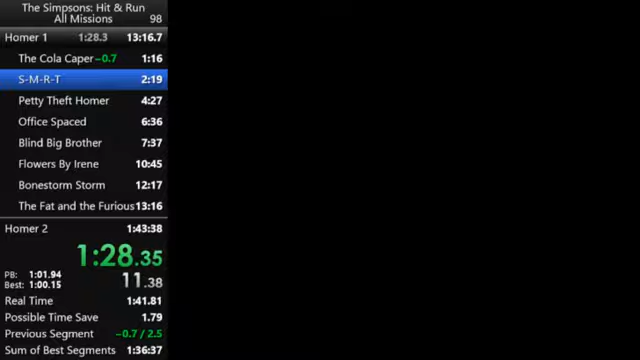 The Simpsons: Hit & Run
All Missions 98
Homer 1 1:28.3 13:16.7
The Cola Caper -0.7 1:16
S-M-R-T 2:19
Petty Theft Homer 4:27
Office Spaced 6:36
Blind Big Brother 7:37
Flowers By Irene 10:45
Bonestorm Storm 12:17
The Fat and the Furious 13:16
Homer 2 1:43:38
1:28.35
PB: 1:01.94
Best: 1:00.15 11.38
Real Time 1:41.81
Possible Time Save 1.79
Previous Segment -0.7 / 2.5
Sum of Best Segments 1:36:37